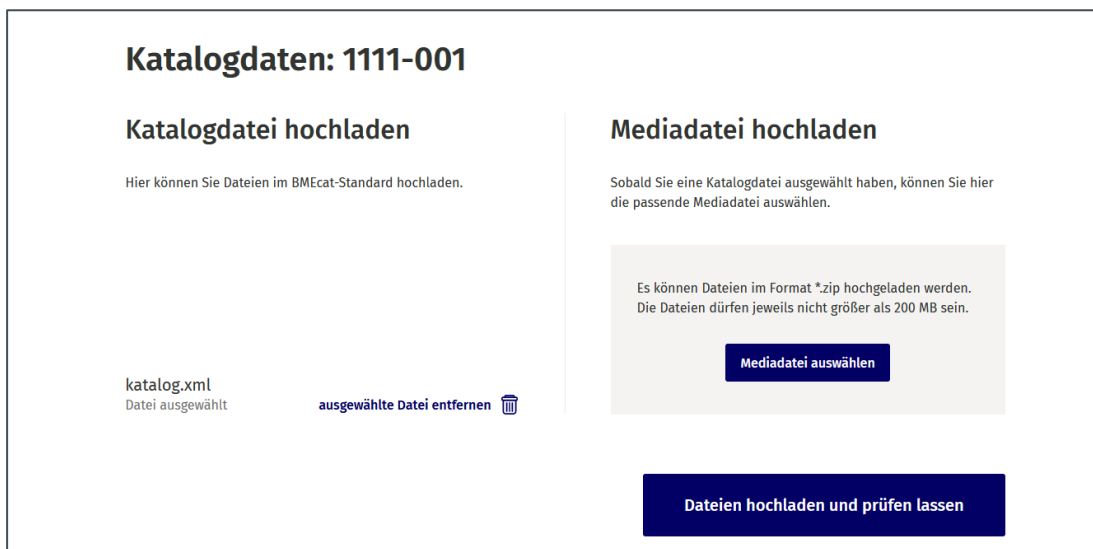 Katalogdaten: 1111-001
Katalogdatei hochladen
Hier können Sie Dateien im BMEcat-Standard hochladen.
katalog.xml
Datei ausgewählt
ausgewählte Datei entfernen
Mediadatei hochladen
Sobald Sie eine Katalogdatei ausgewählt haben, können Sie hier
die passende Mediadatei auswählen.
Es können Dateien im Format *.zip hochgeladen werden.
Die Dateien dürfen jeweils nicht größer als 200 MB sein.
Mediadatei auswählen
Dateien hochladen und prüfen lassen